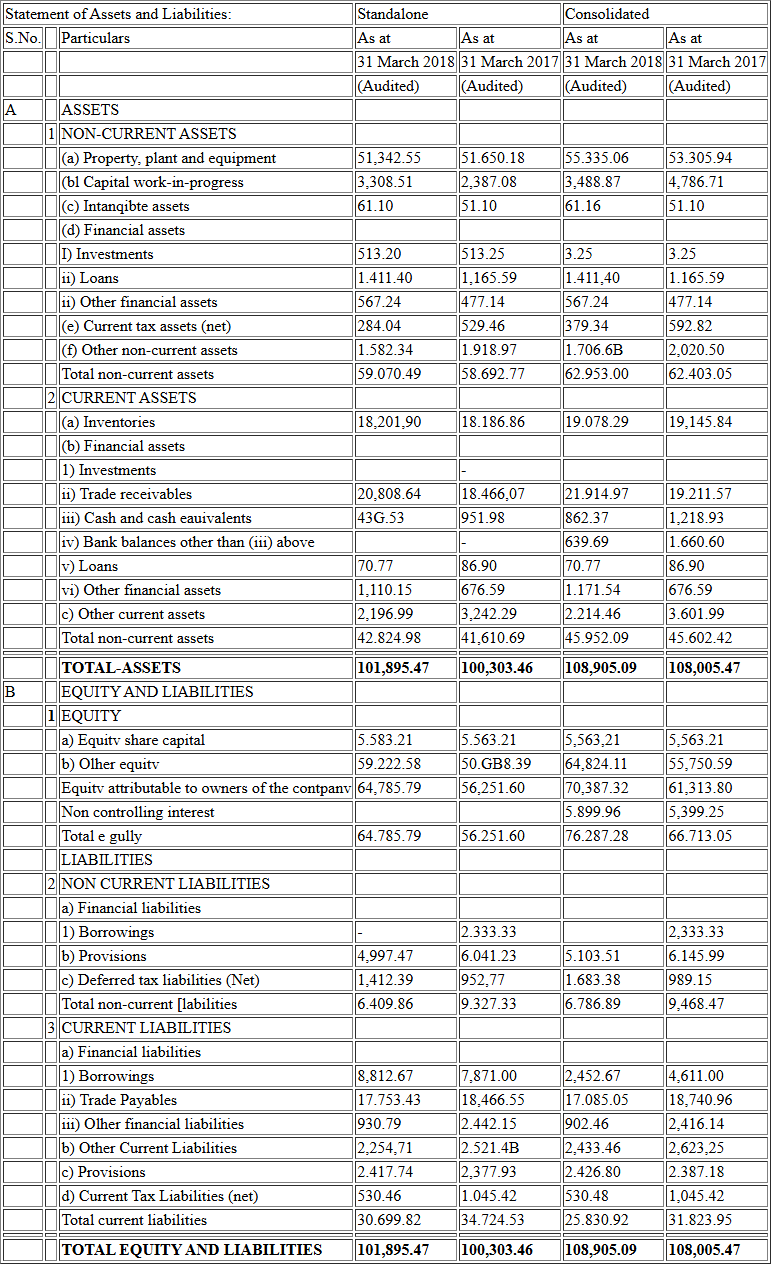 Statement of Assets and Liabilities: Standalone Consolidated
S.No. Particulars As at As at As at As at
31 March 2018 31 March 2017 31 March 2018 31 March 2017
(Audited) (Audited) (Audited) (Audited)
A ASSETS
1 NON-CURRENT ASSETS
(a) Property, plant and equipment 51,342.55 51.650.18 55.335.06 53.305.94
(bl Capital work-in-progress 3,308.51 2,387.08 3,488.87 4,786.71
(c) Intanqibte assets 61.10 51.10 61.16 51.10
(d) Financial assets
I) Investments 513.20 513.25 3.25 3.25
ii) Loans 1.411.40 1,165.59 1.411,40 1.165.59
ii) Other financial assets 567.24 477.14 567.24 477.14
(e) Current tax assets (net) 284.04 529.46 379.34 592.82
(f) Other non-current assets 1.582.34 1.918.97 1.706.6B 2,020.50
Total non-current assets 59.070.49 58.692.77 62.953.00 62.403.05
2 CURRENT ASSETS
(a) Inventories 18,201,90 18.186.86 19.078.29 19,145.84
(b) Financial assets
1) Investments -
ii) Trade receivables 20,808.64 18.466,07 21.914.97 19.211.57
iii) Cash and cash eauivalents 43G.53 951.98 862.37 1,218.93
iv) Bank balances other than (iii) above - 639.69 1.660.60
v) Loans 70.77 86.90 70.77 86.90
vi) Other financial assets 1,110.15 676.59 1.171.54 676.59
c) Other current assets 2,196.99 3,242.29 2.214.46 3.601.99
Total non-current assets 42.824.98 41,610.69 45.952.09 45.602.42
TOTAL-ASSETS 101,895.47 100,303.46 108,905.09 108,005.47
B EQUITY AND LIABILITIES
1 EQUITY
a) Equitv share capital 5.583.21 5.563.21 5,563,21 5,563.21
b) Olher equitv 59.222.58 50.GB8.39 64,824.11 55,750.59
Equitv attributable to owners of the contpanv 64,785.79 56,251.60 70,387.32 61,313.80
Non controlling interest 5.899.96 5,399.25
Total e gully 64.785.79 56.251.60 76.287.28 66.713.05
LIABILITIES
2 NON CURRENT LIABILITIES
a) Financial liabilities
1) Borrowings - 2.333.33 2,333.33
b) Provisions 4,997.47 6.041.23 5.103.51 6.145.99
c) Deferred tax liabilities (Net) 1,412.39 952,77 1.683.38 989.15
Total non-current [labilities 6.409.86 9.327.33 6.786.89 9,468.47
3 CURRENT LIABILITIES
a) Financial liabilities
1) Borrowings 8,812.67 7,871.00 2,452.67 4,611.00
ii) Trade Payables 17.753.43 18,466.55 17.085.05 18,740.96
iii) Olher financial liabilities 930.79 2.442.15 902.46 2,416.14
b) Other Current Liabilities 2,254,71 2.521.4B 2,433.46 2,623,25
c) Provisions 2.417.74 2,377.93 2.426.80 2.387.18
d) Current Tax Liabilities (net) 530.46 1.045.42 530.48 1,045.42
Total current liabilities 30.699.82 34.724.53 25.830.92 31.823.95
TOTAL EQUITY AND LIABILITIES 101,895.47 100,303.46 108,905.09 108,005.47